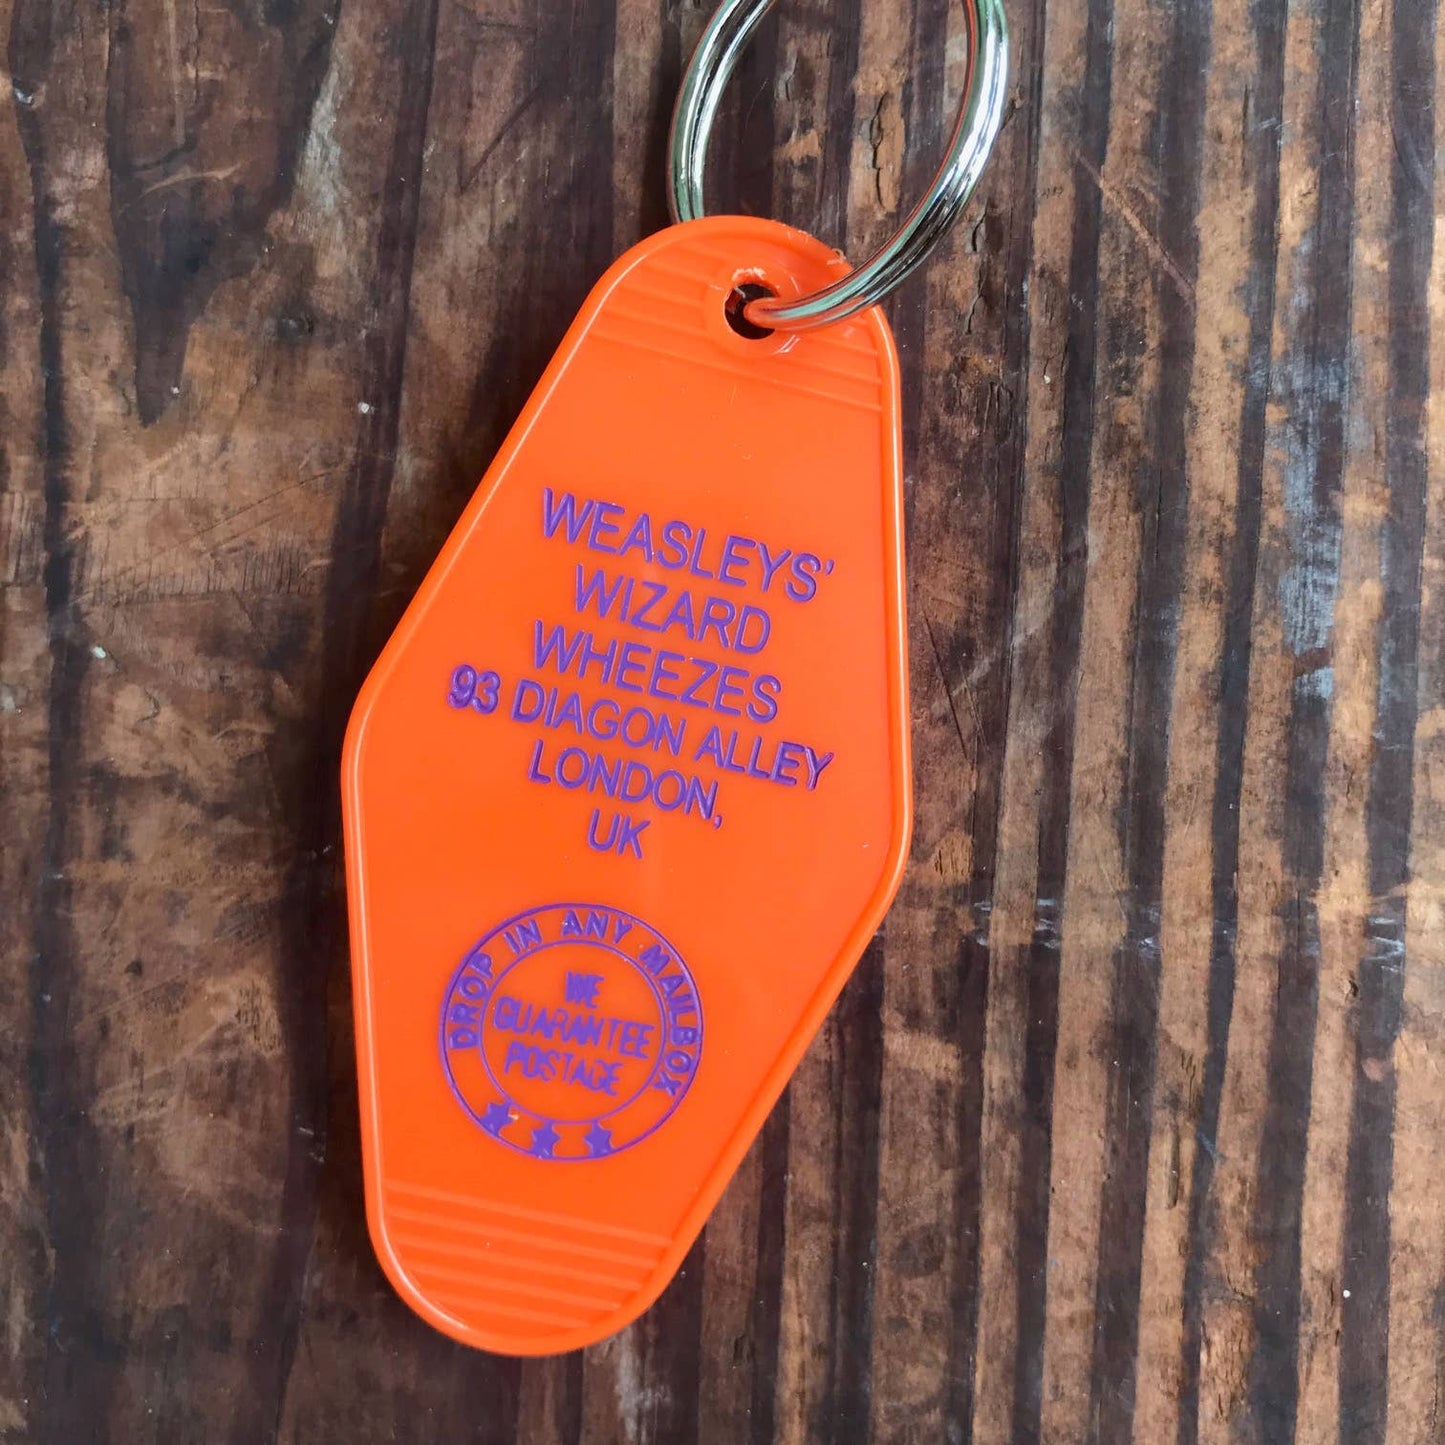 WEASLEYS'
WIZARD
WHEEZES
93 DIAGON ALLEY
LONDON,
UK
DROP IN ANY MAILBOX
WE
GUARANTEE
POSTAGE